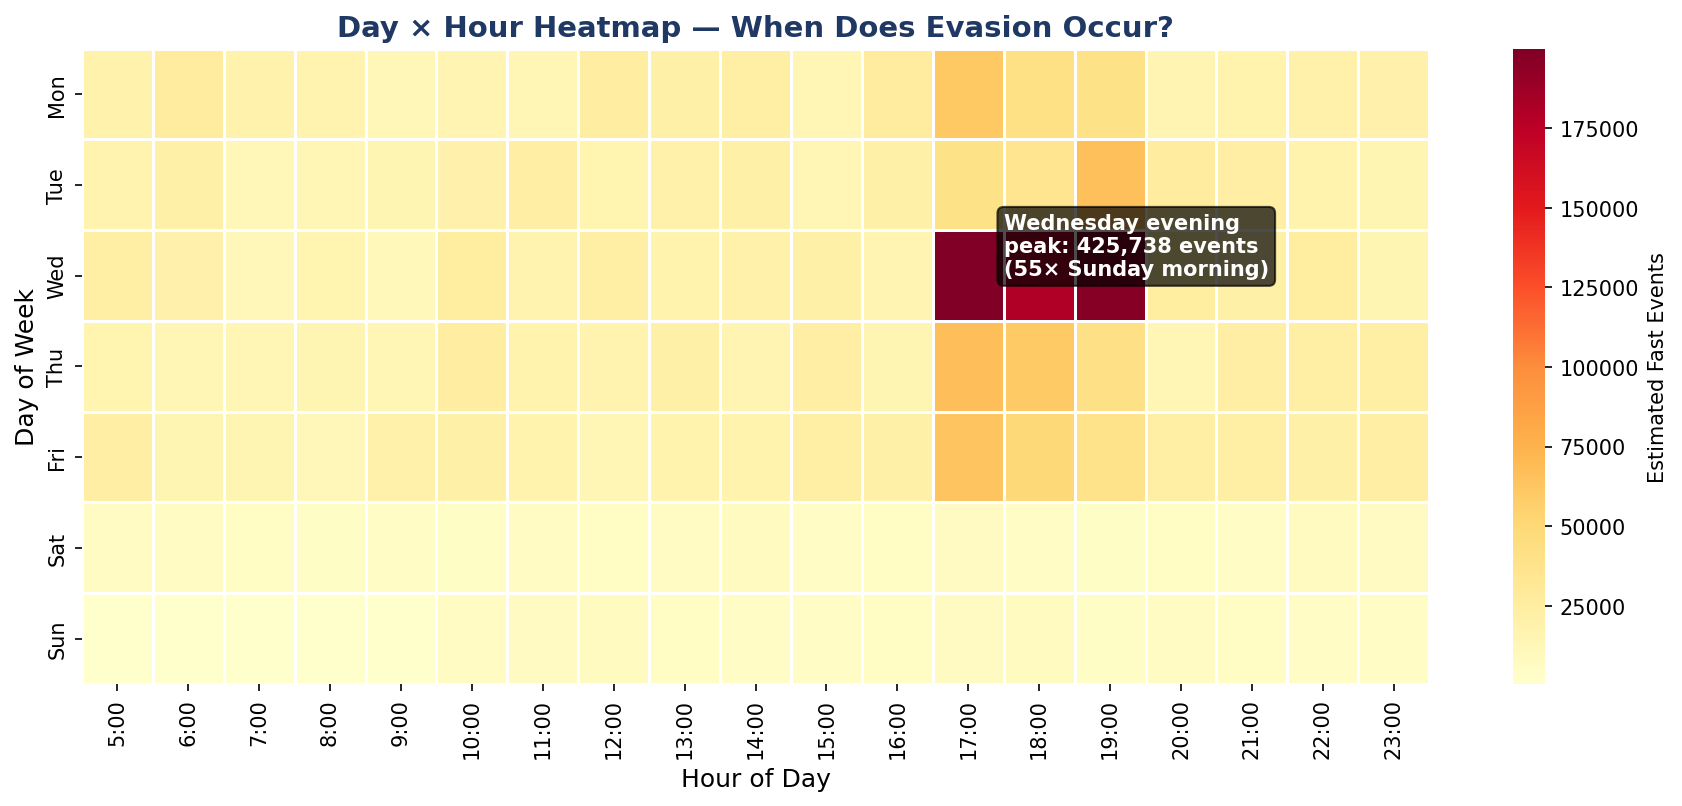 Day × Hour Heatmap — When Does Evasion Occur?
Day of Week
Mon
Tue
Wed
Thu
Fri
Sat
Sun
Wednesday evening
peak: 425,738 events
(55× Sunday morning)
5:00
6:00
7:00
8:00
9:00
10:00
11:00
12:00
13:00
14:00
15:00
16:00
17:00
18:00
19:00
20:00
21:00
22:00
23:00
Hour of Day
175000
150000
125000
100000
75000
50000
25000
Estimated Fast Events